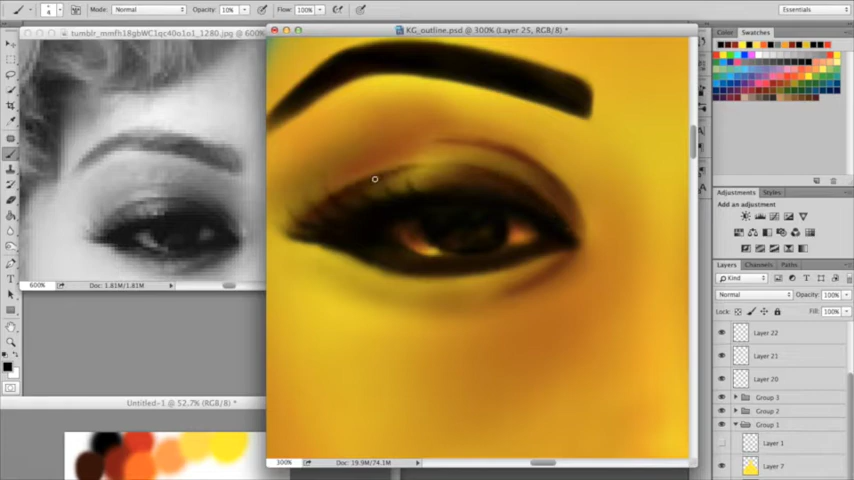 Mode: Normal Opacity: 10% Flow: 100% Essentials
4
tumblr_mmfh18gbWC1qc40o1o1_1280.jpg @ 600%
KG_outline.psd @ 300% (Layer 25, RGB/8) *
Color Swatches
Adjustments Styles
Add an adjustment
Layers Channels Paths
Kind
Normal Opacity: 100%
Lock: Fill: 100%
Layer 22
Layer 21
Layer 20
Group 3
Group 2
Group 1
Layer 1
Layer 7
600% Doc: 1.81M/1.81M
Untitled-1 @ 52.7% (RGB/8) *
300% Doc: 19.9M/74.1M